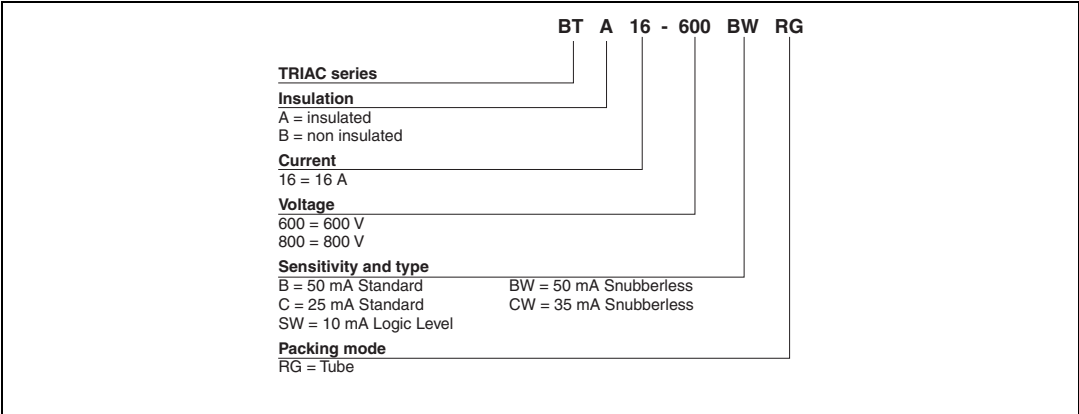 BT A 16 - 600 BW RG
TRIAC series
Insulation
A = insulated
B = non insulated
Current
16 = 16 A
Voltage
600 = 600 V
800 = 800 V
Sensitivity and type
B = 50 mA Standard BW = 50 mA Snubberless
C = 25 mA Standard CW = 35 mA Snubberless
SW = 10 mA Logic Level
Packing mode
RG = Tube